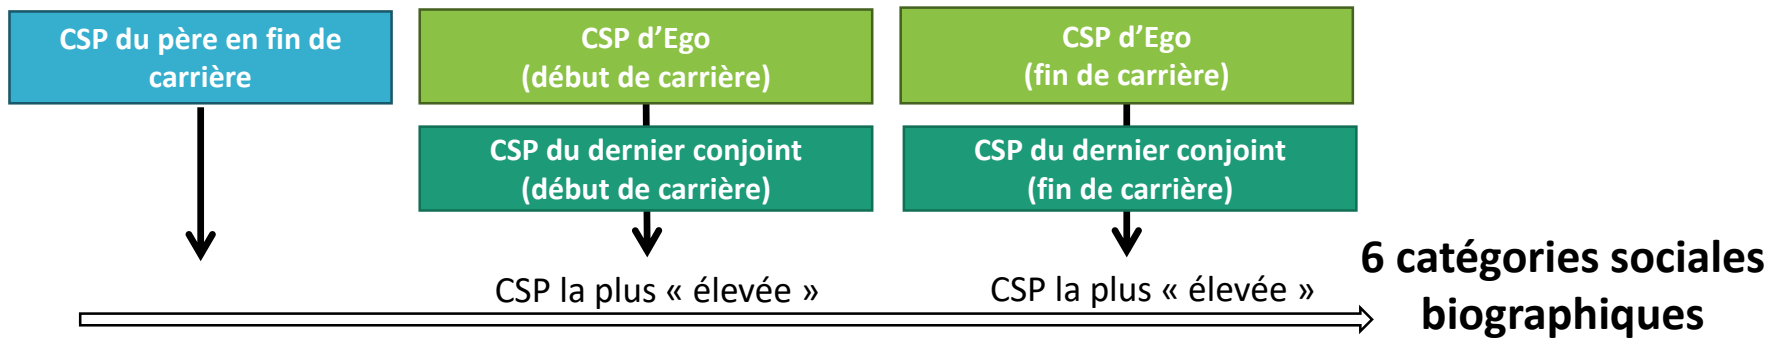 CSP du père en fin de
carrière
CSP d’Ego
(début de carrière)
CSP d’Ego
(fin de carrière)
CSP du dernier conjoint
(début de carrière)
CSP du dernier conjoint
(fin de carrière)
CSP la plus « élevée »
CSP la plus « élevée »
6 catégories sociales
biographiques